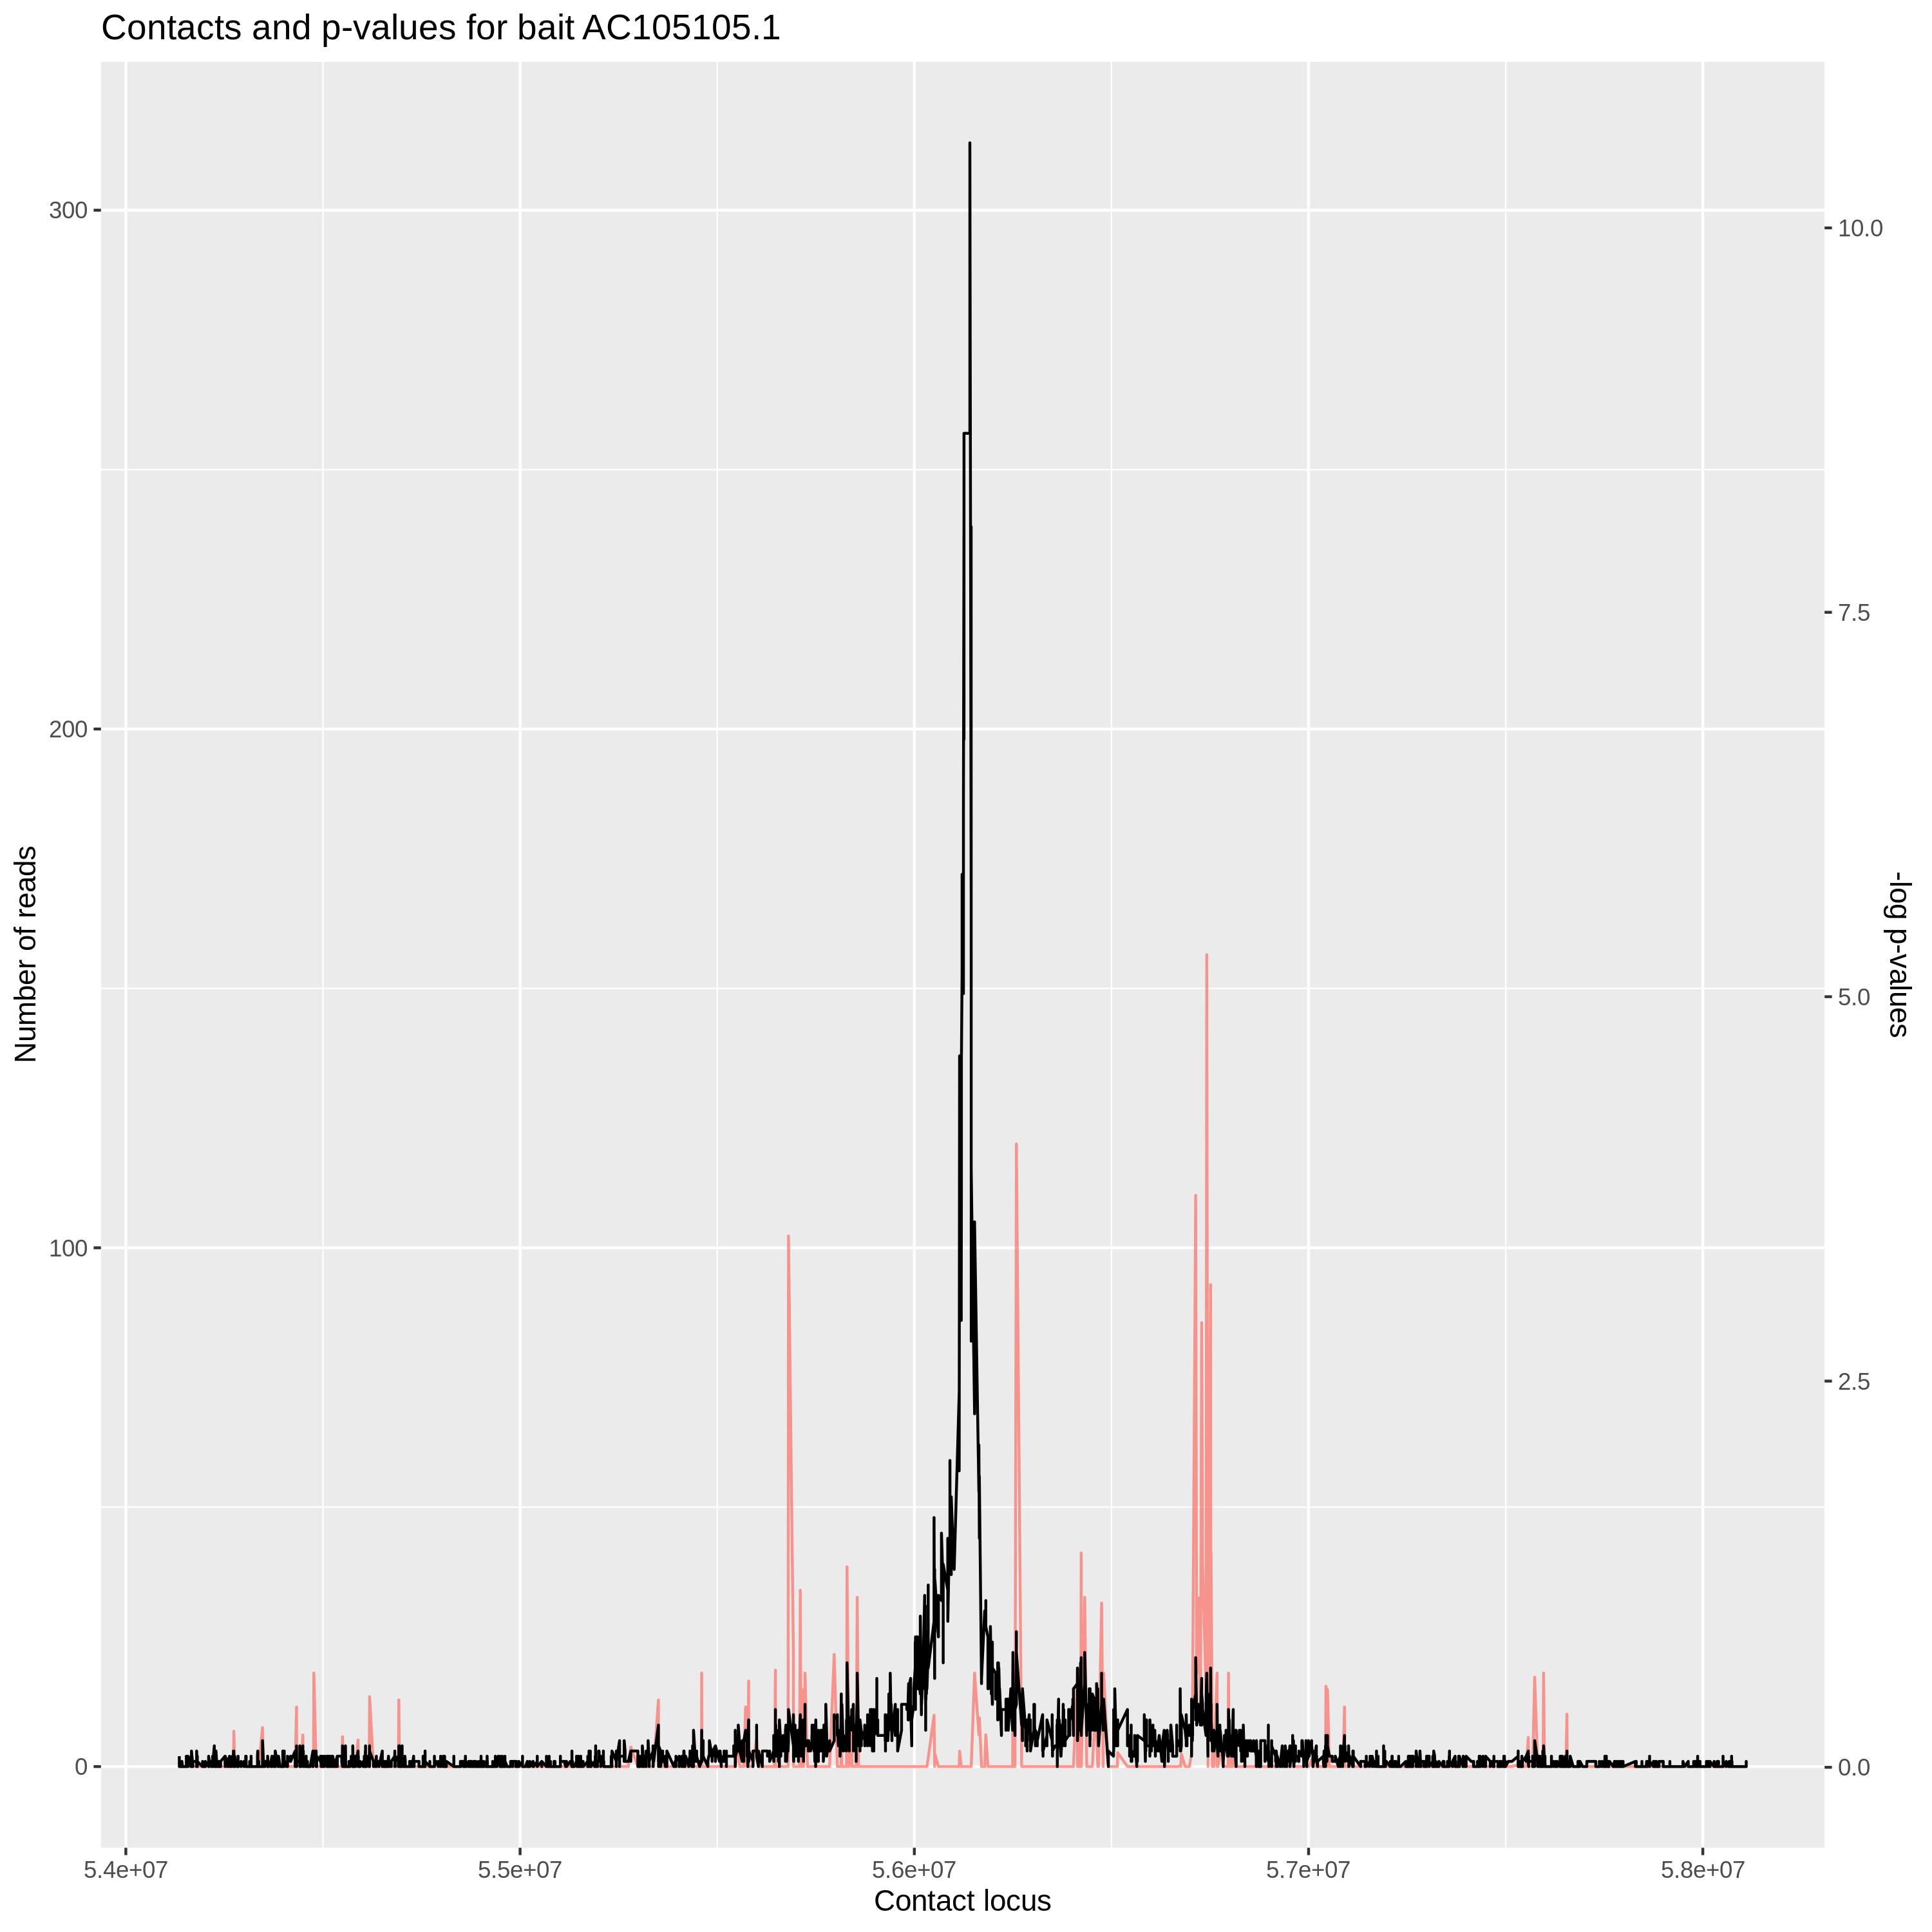 Contacts and p-values for bait AC105105.1
300
200
100
0
10.0
7.5
5.0
2.5
0.0
Number of reads
-log p-values
5.4e+07 5.5e+07 5.6e+07 5.7e+07 5.8e+07
Contact locus